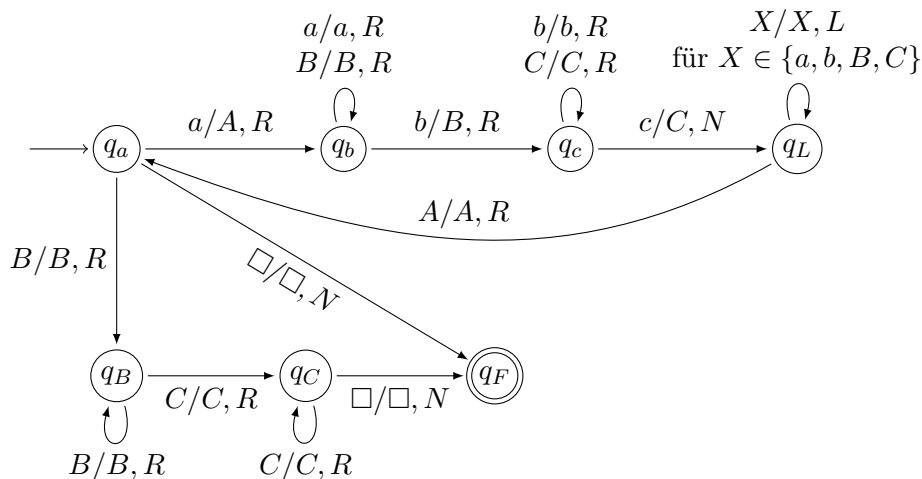 a/a, R
B/B, R
b/b, R
C/C, R
X/X, L
für X ∈ {a, b, B, C}
q_a
a/A, R
q_b
b/B, R
q_c
c/C, N
q_L
A/A, R
B/B, R
□/□, N
q_B
C/C, R
q_C
□/□, N
q_F
B/B, R
C/C, R